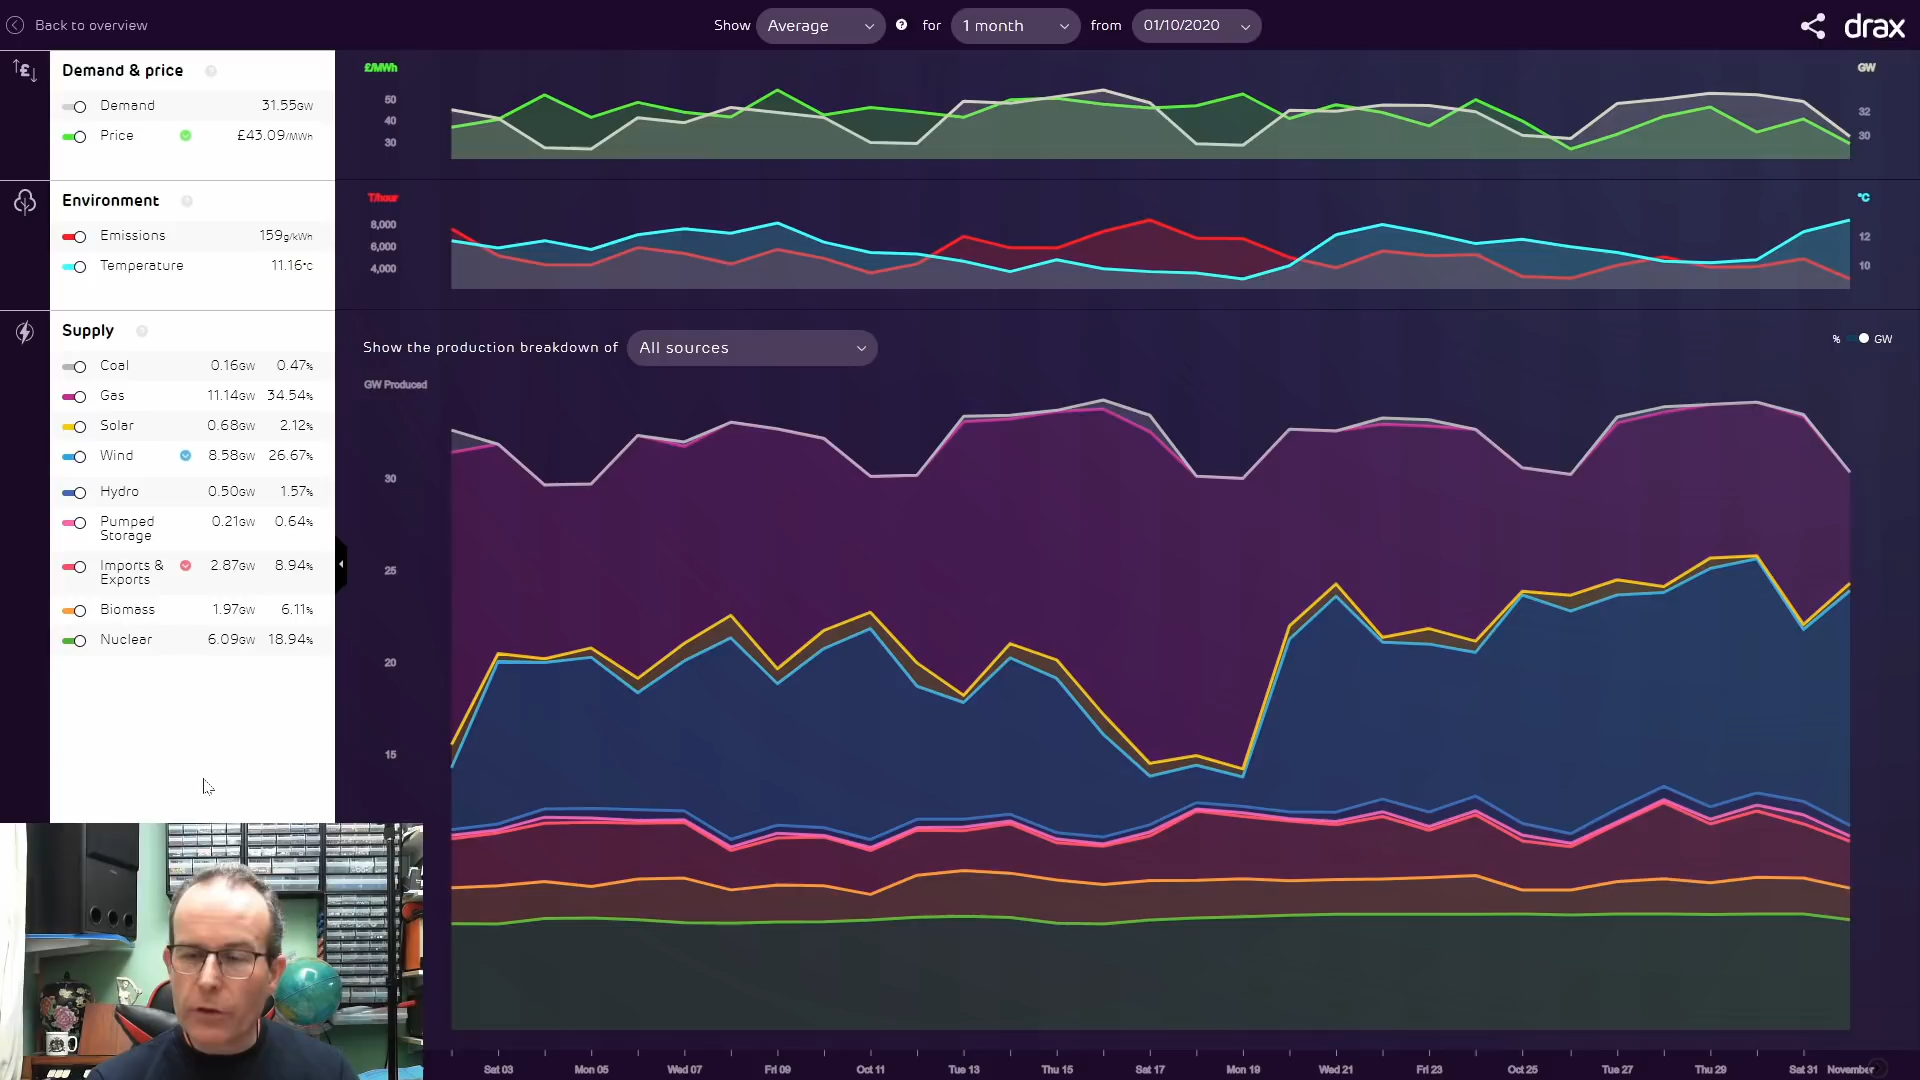 Back to overview
Show Average ? for 1 month from 01/10/2020
drax
Demand & price ?
Demand 31.55GW
Price £43.09/MWh
£/MWh
50
40
30
GW
32
30
Environment ?
Emissions 159g/kWh
Temperature 11.16°c
T/hour
8,000
6,000
4,000
°C
12
10
Supply ?
Coal 0.16GW 0.47%
Gas 11.14GW 34.54%
Solar 0.68GW 2.12%
Wind 8.58GW 26.67%
Hydro 0.50GW 1.57%
Pumped
Storage 0.21GW 0.64%
Imports &
Exports 2.87GW 8.94%
Biomass 1.97GW 6.11%
Nuclear 6.09GW 18.94%
Show the production breakdown of All sources
% GW
GW Produced
30
25
20
15
Sat 03 Mon 05 Wed 07 Fri 09 Oct 11 Tue 13 Thu 15 Sat 17 Mon 19 Wed 21 Fri 23 Oct 25 Tue 27 Thu 29 Sat 31 November